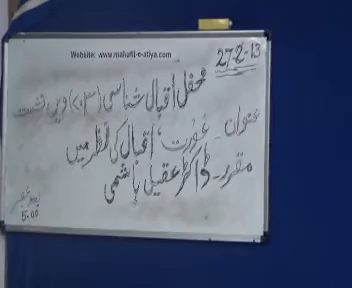 Website: www.mahafil-e-atiya.com
27-2-13
محفل اقبال شناسی (۷۰۳) ویں نشست
عنوان۔ عورت، اقبال کی نظر میں
مقرر۔ ڈاکٹر عقیل ہاشمی
5:00